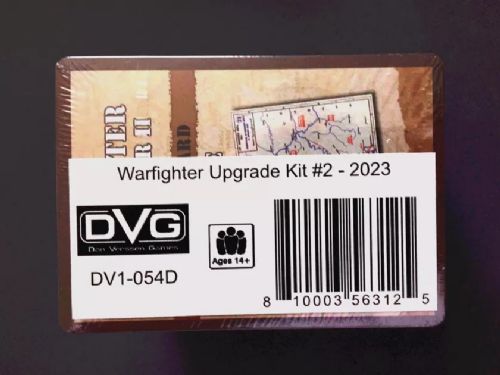 Warfighter Upgrade Kit #2 - 2023
DVG
Dan Verssen Games
Ages 14+
DV1-054D
8 10003 56312 5